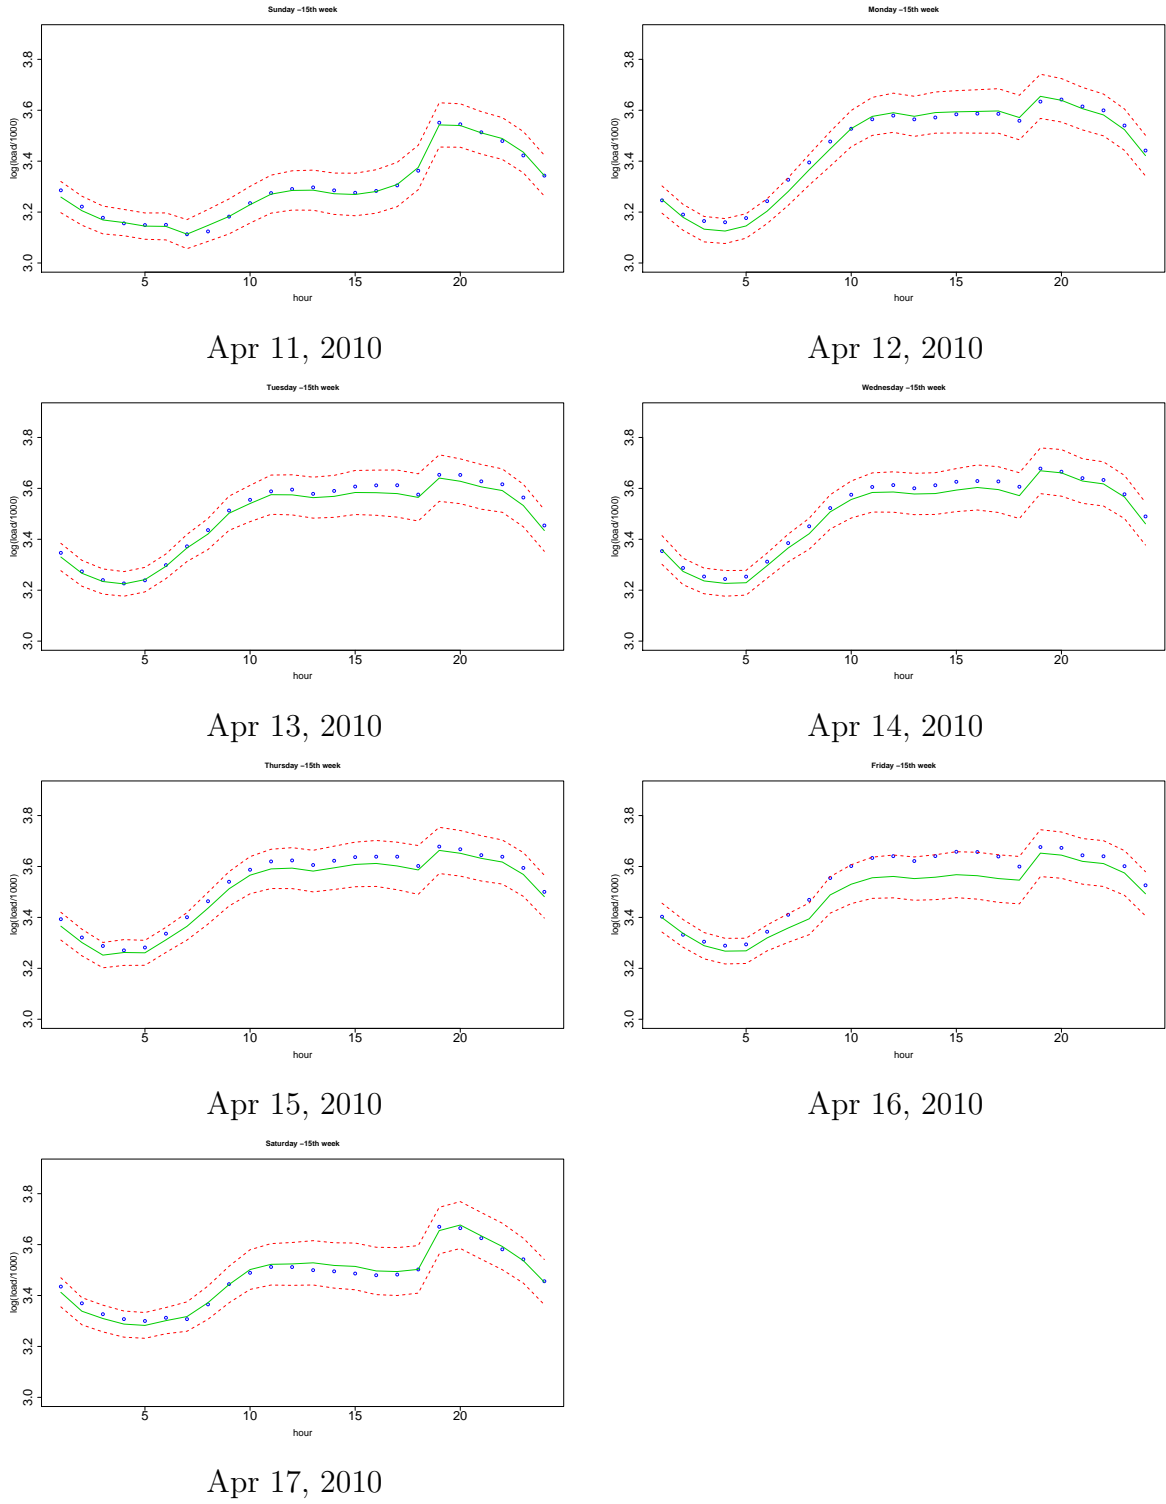 Sunday –15th week
log(load/1000)
3.0 3.2 3.4 3.6 3.8
5 10 15 20
hour
Apr 11, 2010
Monday –15th week
log(load/1000)
3.0 3.2 3.4 3.6 3.8
5 10 15 20
hour
Apr 12, 2010
Tuesday –15th week
log(load/1000)
3.0 3.2 3.4 3.6 3.8
5 10 15 20
hour
Apr 13, 2010
Wednesday –15th week
log(load/1000)
3.0 3.2 3.4 3.6 3.8
5 10 15 20
hour
Apr 14, 2010
Thursday –15th week
log(load/1000)
3.0 3.2 3.4 3.6 3.8
5 10 15 20
hour
Apr 15, 2010
Friday –15th week
log(load/1000)
3.0 3.2 3.4 3.6 3.8
5 10 15 20
hour
Apr 16, 2010
Saturday –15th week
log(load/1000)
3.0 3.2 3.4 3.6 3.8
5 10 15 20
hour
Apr 17, 2010